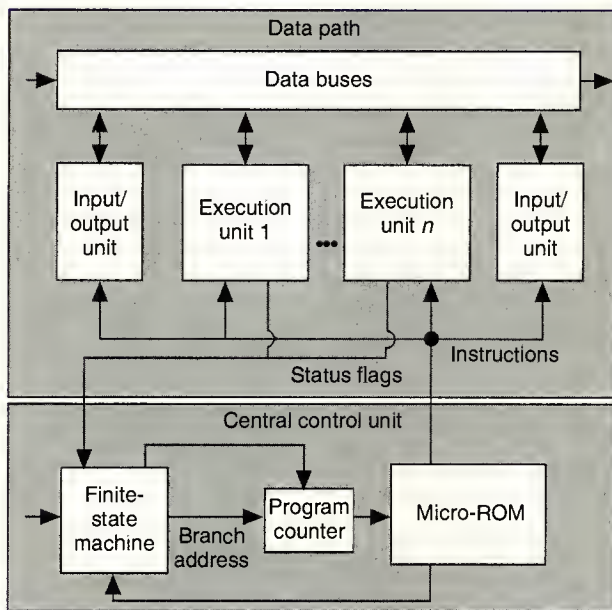 Data path
Data buses
Input/
output
unit
Execution
unit 1
...
Execution
unit n
Input/
output
unit
Instructions
Status flags
Central control unit
Finite-
state
machine
Branch
address
Program
counter
Micro-ROM